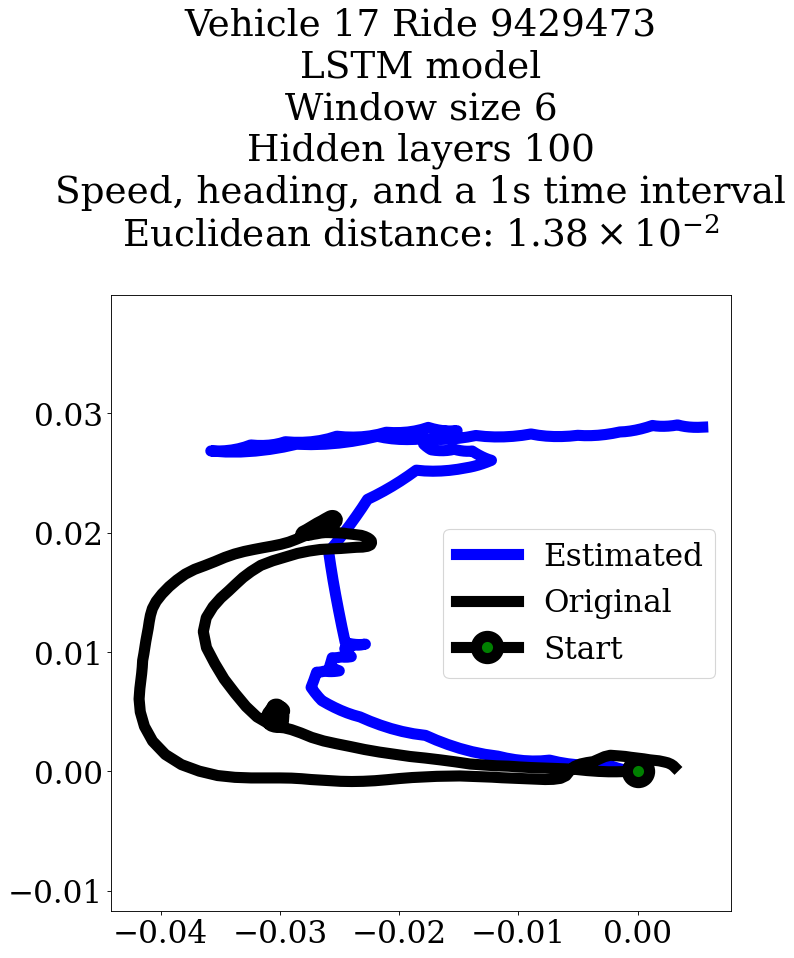 Vehicle 17 Ride 9429473
LSTM model
Window size 6
Hidden layers 100
Speed, heading, and a 1s time interval
Euclidean distance: 1.38 × 10⁻²
0.03
0.02
0.01
0.00
−0.01
Estimated
Original
Start
−0.04 −0.03 −0.02 −0.01 0.00